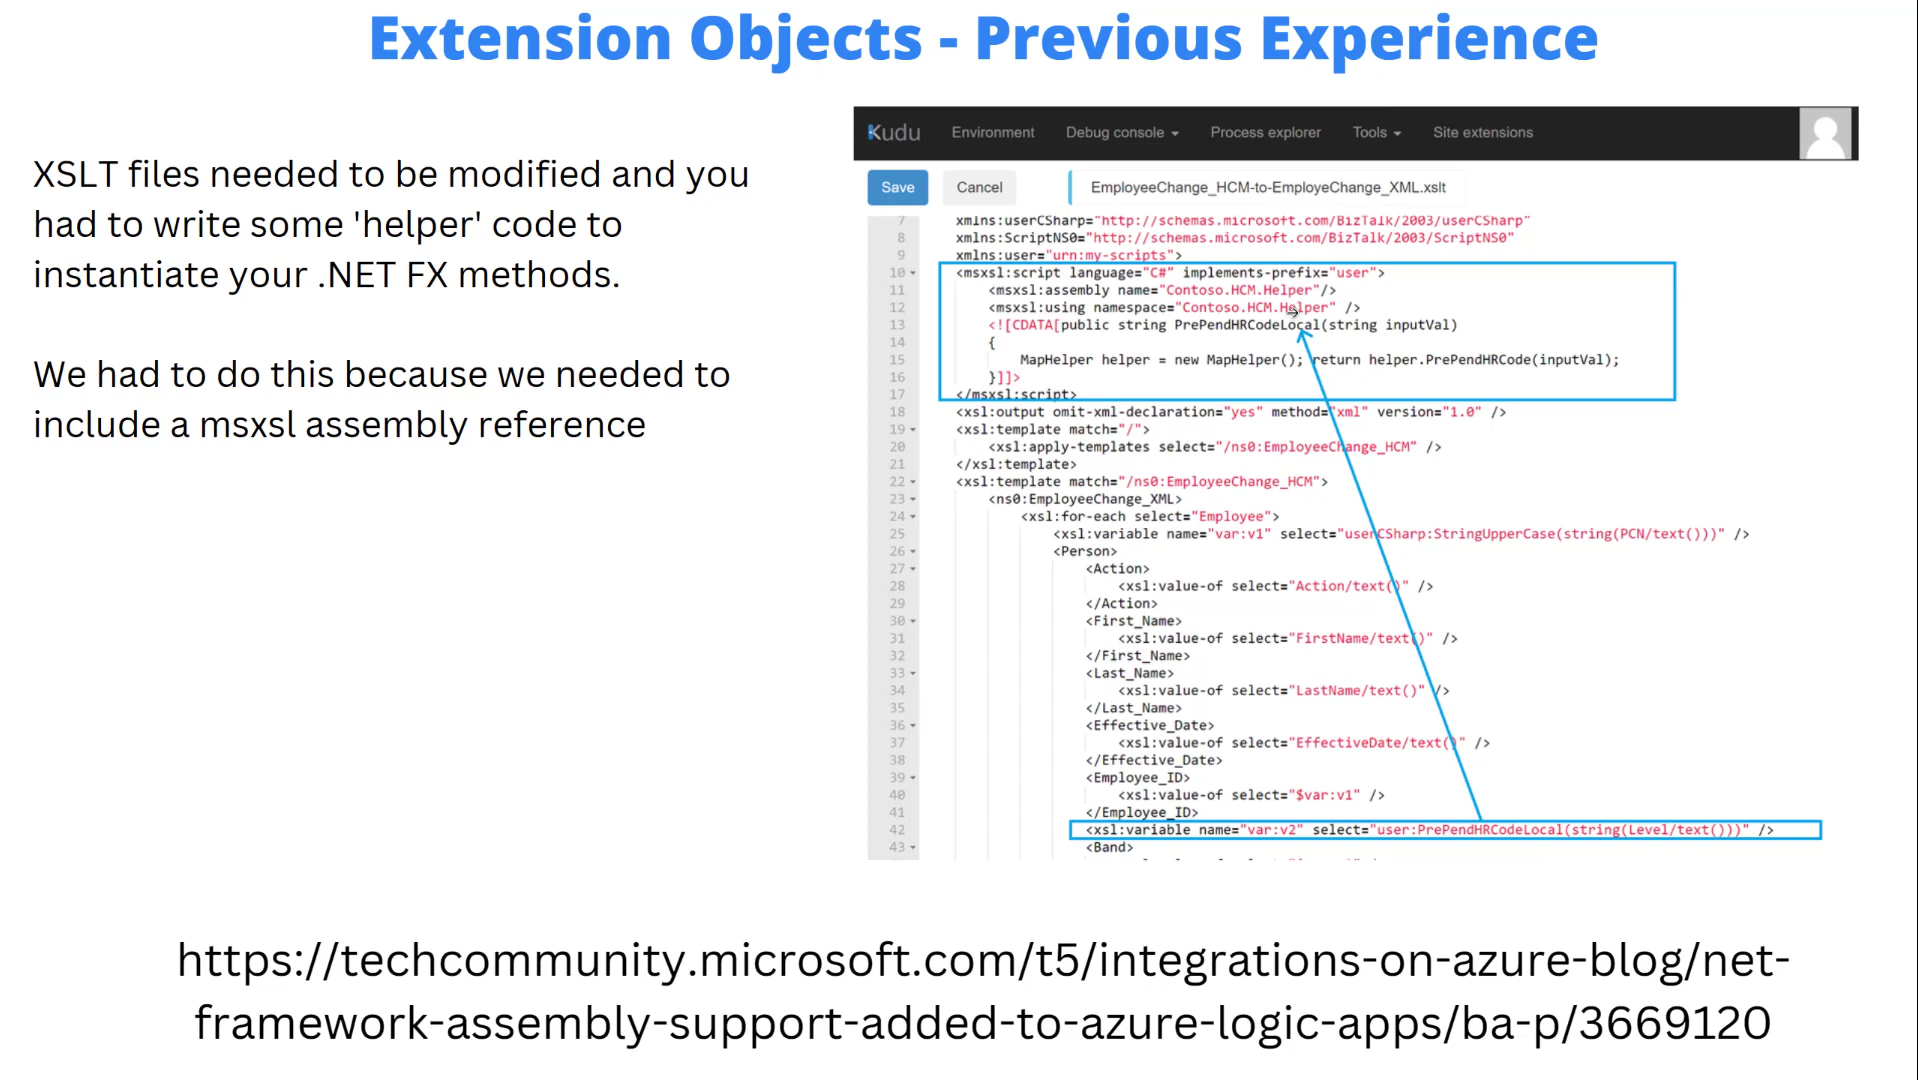 Extension Objects - Previous Experience
XSLT files needed to be modified and you
had to write some 'helper' code to
instantiate your .NET FX methods.
We had to do this because we needed to
include a msxsl assembly reference
Kudu Environment Debug console Process explorer Tools Site extensions
Save Cancel EmployeeChange_HCM-to-EmployeChange_XML.xslt
7 xmlns:userCSharp="http://schemas.microsoft.com/BizTalk/2003/userCSharp"
8 xmlns:ScriptNS0="http://schemas.microsoft.com/BizTalk/2003/ScriptNS0"
9 xmlns:user="urn:my-scripts">
10 <msxsl:script language="C#" implements-prefix="user">
11 <msxsl:assembly name="Contoso.HCM.Helper"/>
12 <msxsl:using namespace="Contoso.HCM.Helper" />
13 <![CDATA[public string PrePendHRCodeLocal(string inputVal)
14 {
15 MapHelper helper = new MapHelper(); return helper.PrePendHRCode(inputVal);
16 }]]>
17 </msxsl:script>
18 <xsl:output omit-xml-declaration="yes" method="xml" version="1.0" />
19 <xsl:template match="/">
20 <xsl:apply-templates select="/ns0:EmployeeChange_HCM" />
21 </xsl:template>
22 <xsl:template match="/ns0:EmployeeChange_HCM">
23 <ns0:EmployeeChange_XML>
24 <xsl:for-each select="Employee">
25 <xsl:variable name="var:v1" select="userCSharp:StringUpperCase(string(PCN/text()))" />
26 <Person>
27 <Action>
28 <xsl:value-of select="Action/text()" />
29 </Action>
30 <First_Name>
31 <xsl:value-of select="FirstName/text()" />
32 </First_Name>
33 <Last_Name>
34 <xsl:value-of select="LastName/text()" />
35 </Last_Name>
36 <Effective_Date>
37 <xsl:value-of select="EffectiveDate/text()" />
38 </Effective_Date>
39 <Employee_ID>
40 <xsl:value-of select="$var:v1" />
41 </Employee_ID>
42 <xsl:variable name="var:v2" select="user:PrePendHRCodeLocal(string(Level/text()))" />
43 <Band>
https://techcommunity.microsoft.com/t5/integrations-on-azure-blog/net-
framework-assembly-support-added-to-azure-logic-apps/ba-p/3669120